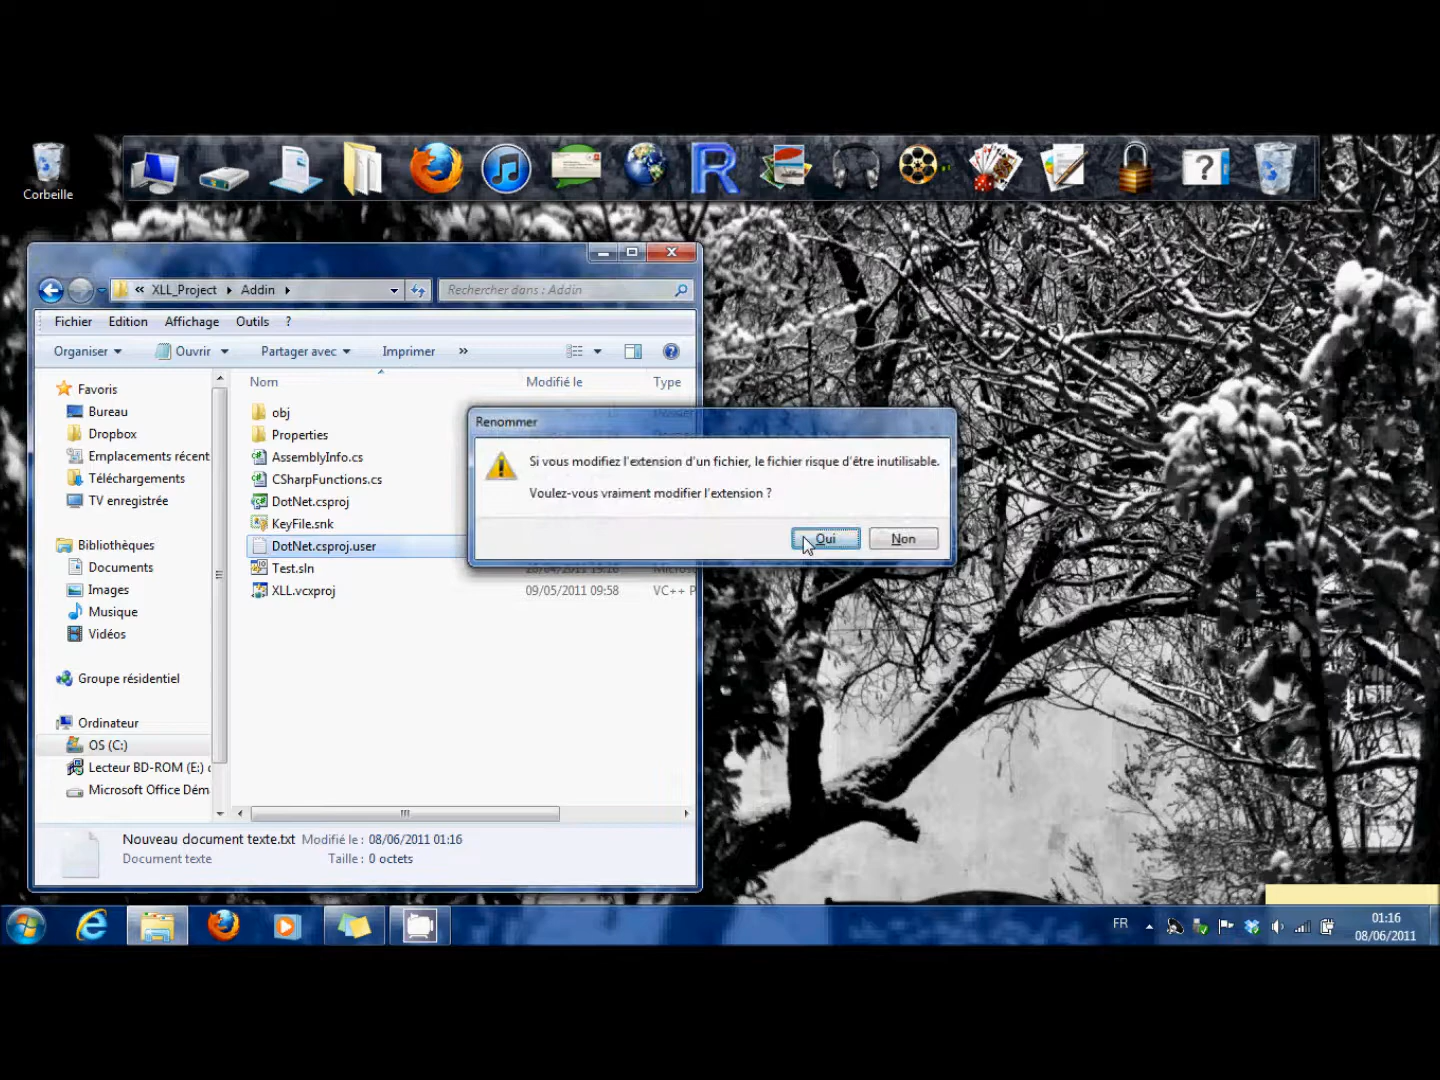 Corbeille
R
?
« XLL_Project Addin
Rechercher dans : Addin
Fichier Edition Affichage Outils ?
Organiser Ouvrir Partager avec Imprimer »
Favoris
Bureau
Dropbox
Emplacements récent
Téléchargements
TV enregistrée
Bibliothèques
Documents
Images
Musique
Vidéos
Groupe résidentiel
Ordinateur
OS (C:)
Lecteur BD-ROM (E:) c
Microsoft Office Dém
Nom Modifié le Type
obj
Properties
AssemblyInfo.cs
CSharpFunctions.cs
DotNet.csproj
KeyFile.snk
DotNet.csproj.user
Test.sln
XLL.vcxproj 09/05/2011 09:58 VC++ P
Renommer
Si vous modifiez l'extension d'un fichier, le fichier risque d'être inutilisable.
Voulez-vous vraiment modifier l'extension ?
Oui Non
Nouveau document texte.txt Modifié le : 08/06/2011 01:16
Document texte Taille : 0 octets
FR
01:16
08/06/2011